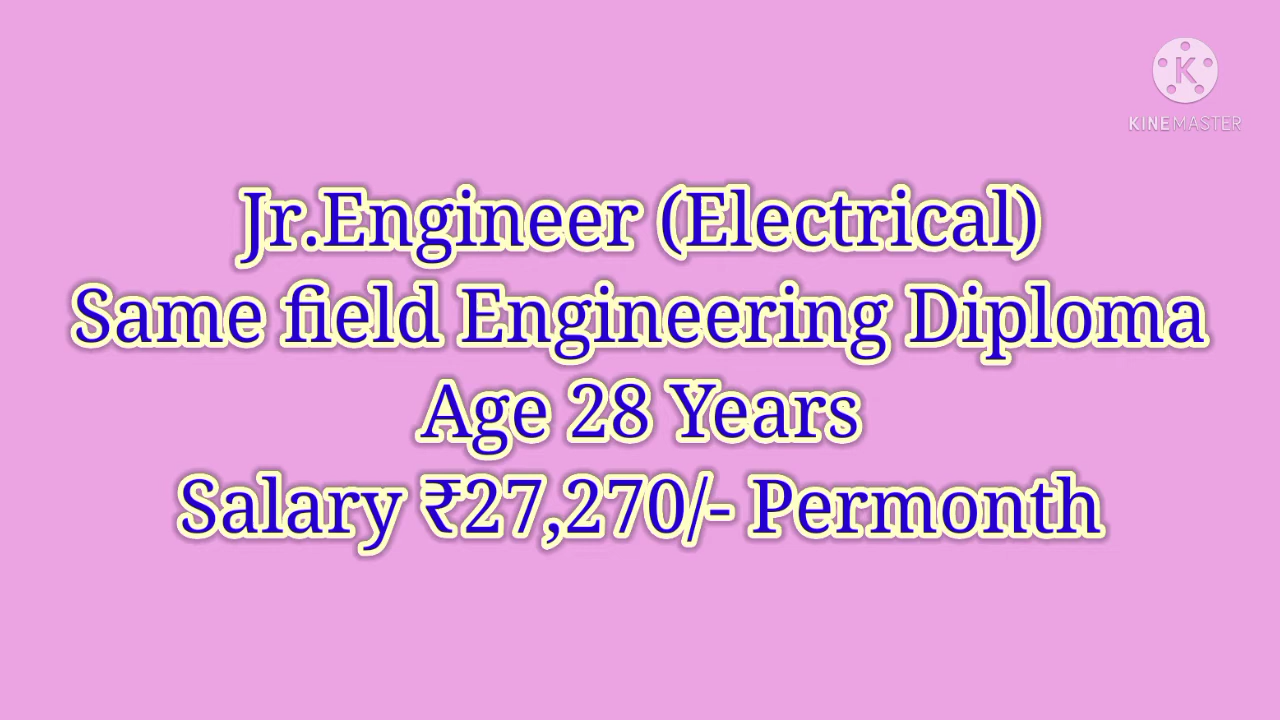 K
KINEMASTER
Jr.Engineer (Electrical)
Same field Engineering Diploma
Age 28 Years
Salary ₹27,270/- Permonth